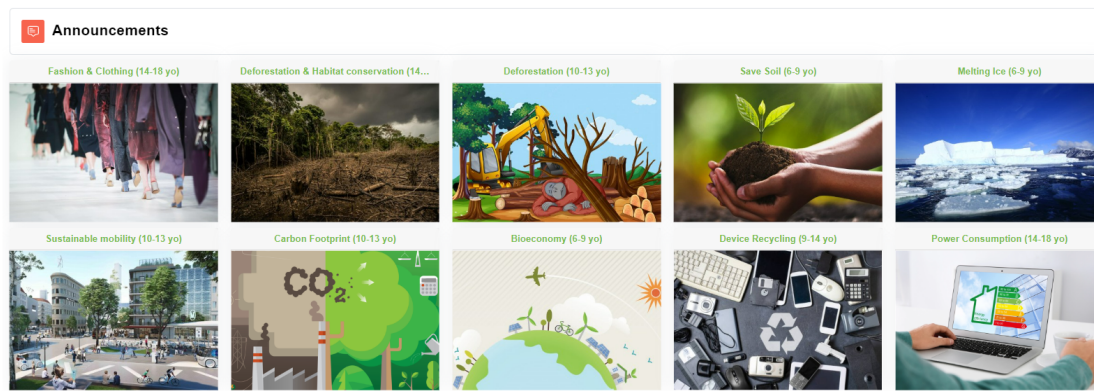 Announcements
Fashion & Clothing (14-18 yo)
Deforestation & Habitat conservation (14...
Deforestation (10-13 yo)
Save Soil (6-9 yo)
Melting Ice (6-9 yo)
Sustainable mobility (10-13 yo)
Carbon Footprint (10-13 yo)
Bioeconomy (6-9 yo)
Device Recycling (9-14 yo)
Power Consumption (14-18 yo)
CO2